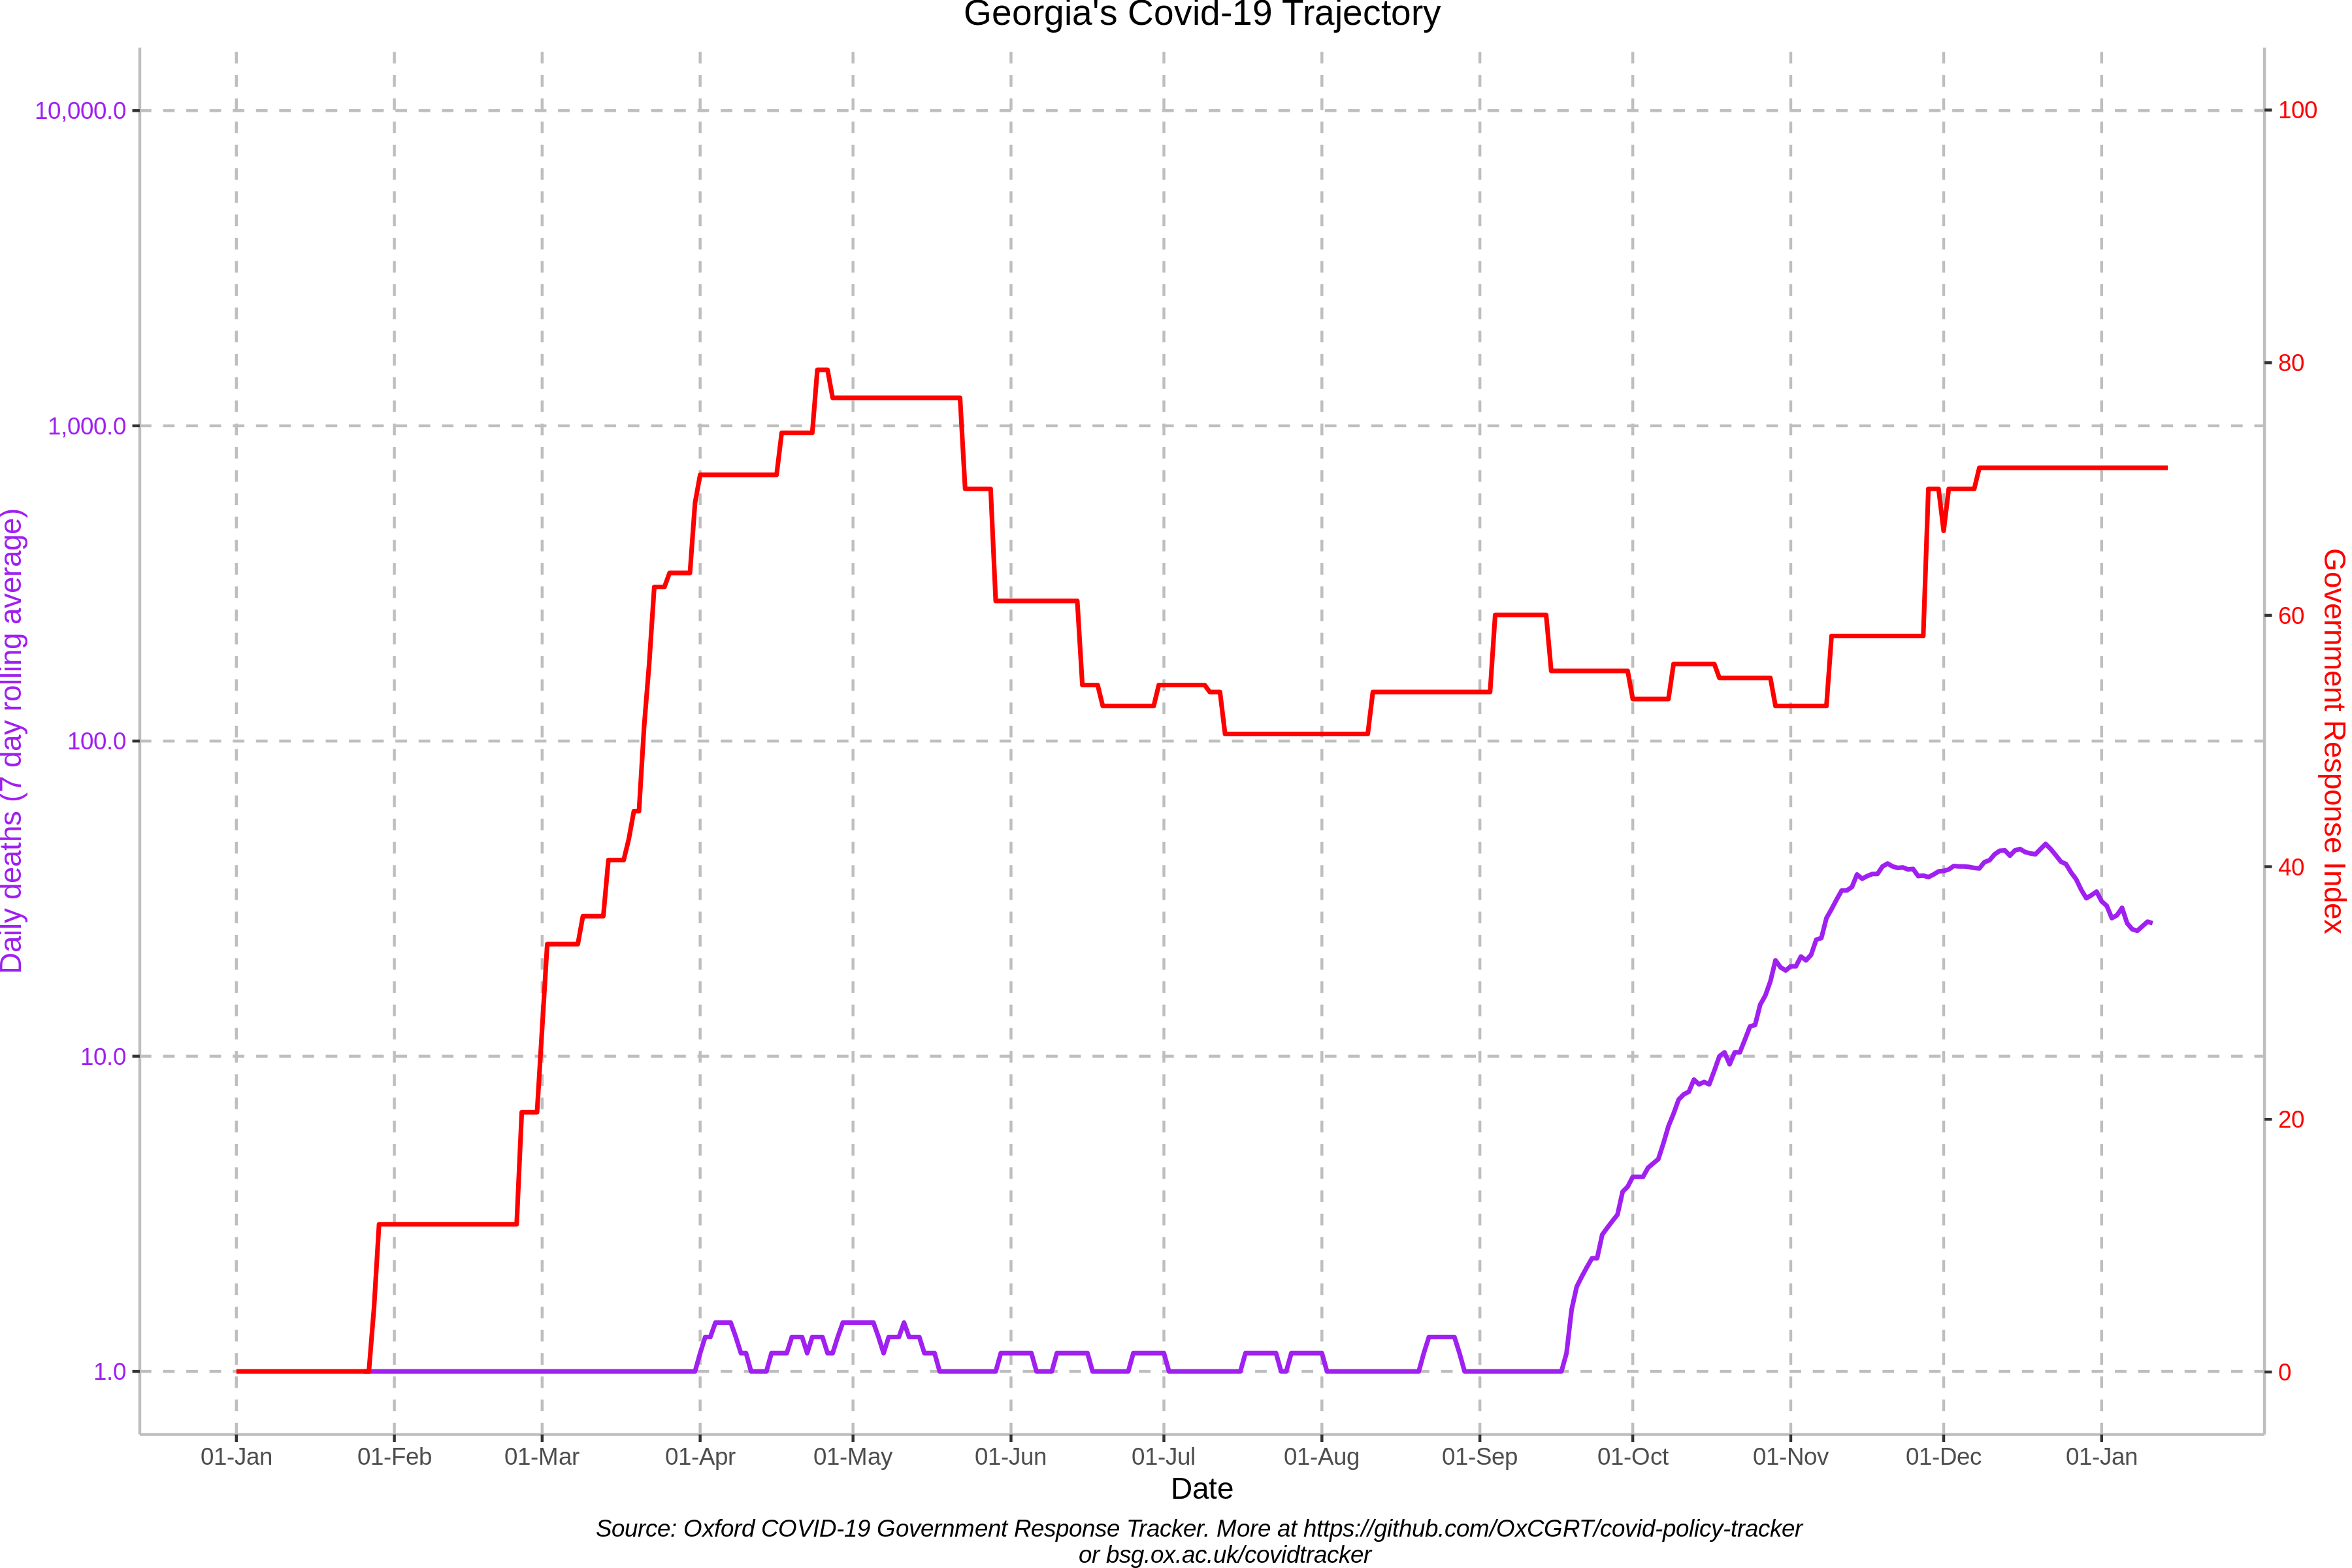 Georgia's Covid-19 Trajectory
10,000.0
1,000.0
100.0
10.0
1.0
Daily deaths (7 day rolling average)
100
80
60
40
20
0
Government Response Index
01-Jan 01-Feb 01-Mar 01-Apr 01-May 01-Jun 01-Jul 01-Aug 01-Sep 01-Oct 01-Nov 01-Dec 01-Jan
Date
Source: Oxford COVID-19 Government Response Tracker. More at https://github.com/OxCGRT/covid-policy-tracker
or bsg.ox.ac.uk/covidtracker